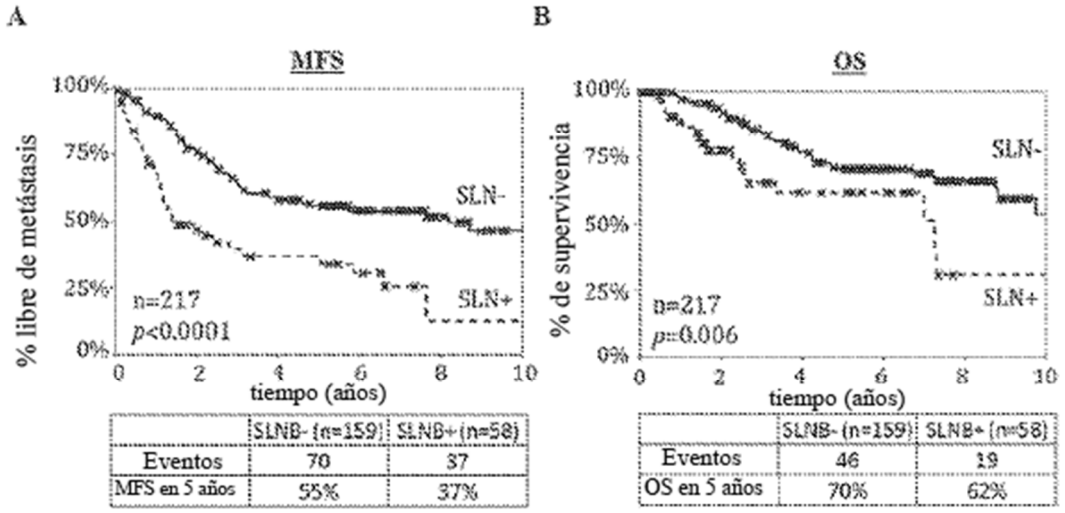 A
MFS
% libre de metástasis
100%
75%
50%
25%
0%
SLN-
SLN+
n=217
p<0.0001
0 2 4 6 8 10
tiempo (años)
SLNB- (n=159) SLNB+ (n=58)
Eventos 70 37
MFS en 5 años 55% 37%
B
OS
% de supervivencia
100%
75%
50%
25%
0%
SLN-
SLN+
n=217
p=0.006
0 2 4 6 8 10
tiempo (años)
SLNB- (n=159) SLNB+ (n=58)
Eventos 46 19
OS en 5 años 70% 62%